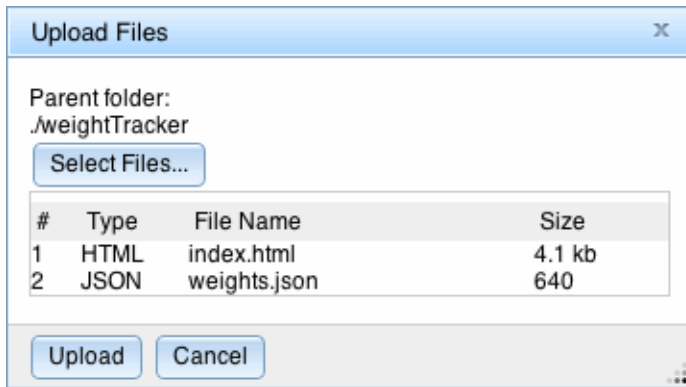 Upload Files x
Parent folder:
./weightTracker
Select Files...
# Type File Name Size
1 HTML index.html 4.1 kb
2 JSON weights.json 640
Upload Cancel